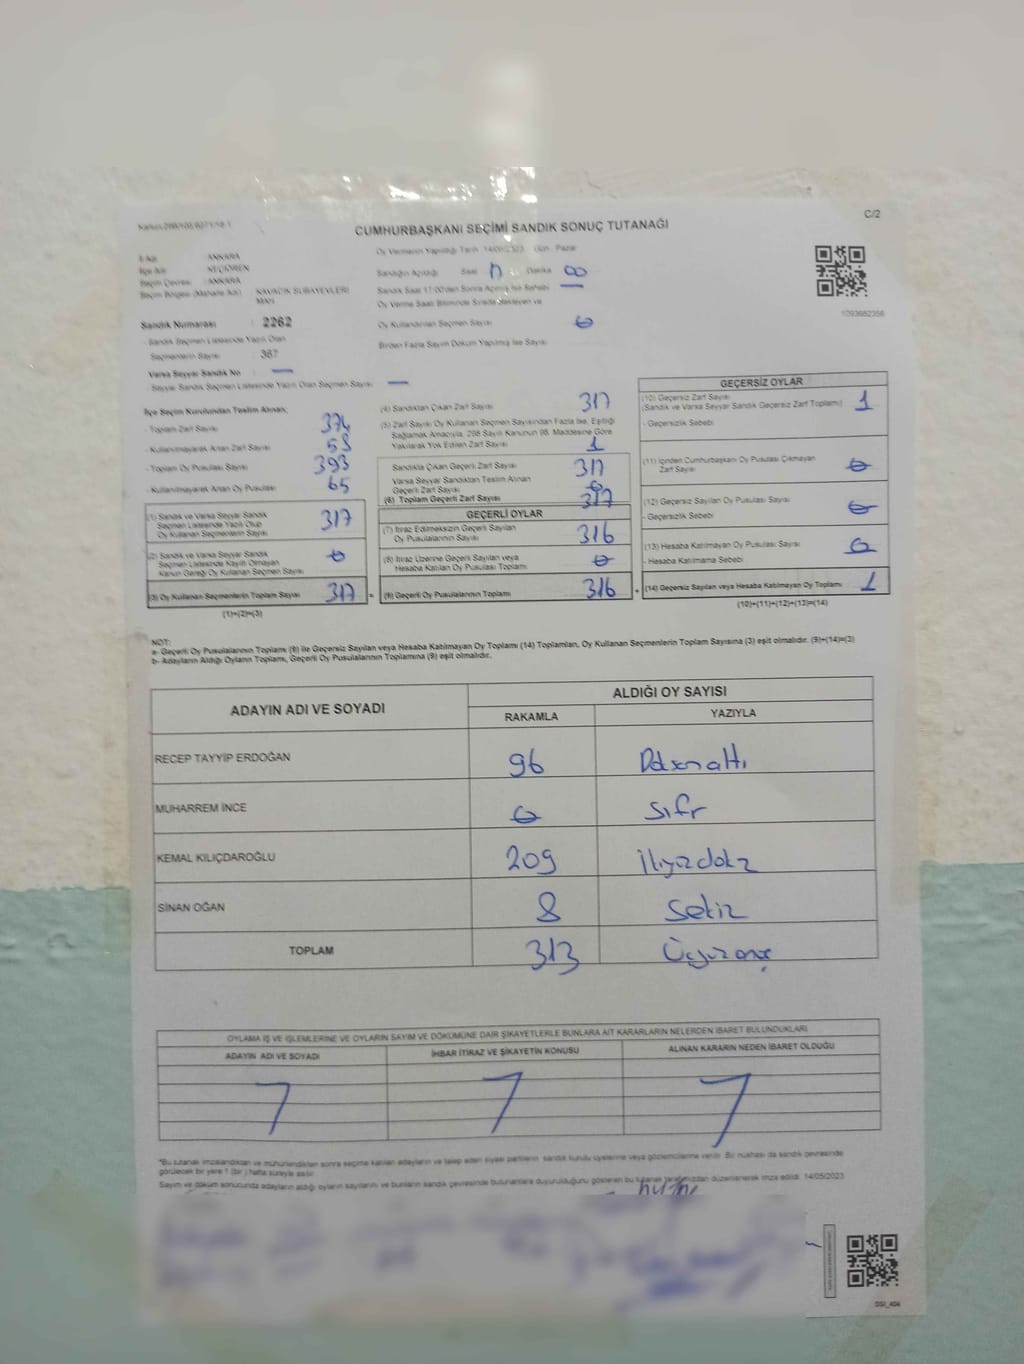 C/2
CUMHURBAŞKANI SEÇİMİ SANDIK SONUÇ TUTANAĞI
İl Adı : ANKARA
İlçe Adı : KEÇİÖREN
Seçim Çevresi : ANKARA
Seçim Bölgesi (Mahalle Adı) : KAVACIK SUBAYEVLERİ MAH
Sandık Numarası : 2262
- Sandık Seçmen Listesinde Yazılı Olan
Seçmenlerin Sayısı : 367
Varsa Seyyar Sandık No : —
- Seyyar Sandık Seçmen Listesinde Yazılı Olan Seçmen Sayısı : —
Oy Vermenin Yapıldığı Tarih : 14/05/2023 Gün : Pazar
Sandığın Açıldığı Saat 17 Dakika 00
Sandık Saat 17:00'den Sonra Açılmış İse Sebebi —
Oy Verme Saati Bitiminde Sırada Bekleyen ve
Oy Kullandırılan Seçmen Sayısı 0
Birden Fazla Sayım Döküm Yapılmış İse Sayısı
1093682356
İlçe Seçim Kurulundan Teslim Alınan;
- Toplam Zarf Sayısı
- Kullanılmayarak Artan Zarf Sayısı
- Toplam Oy Pusulası Sayısı 393
- Kullanılmayarak Artan Oy Pusulası 65
(1) Sandık ve Varsa Seyyar Sandık
Seçmen Listesinde Yazılı Olup
Oy Kullanan Seçmenlerin Sayısı 317
(2) Sandık ve Varsa Seyyar Sandık
Seçmen Listesinde Kayıtlı Olmayan
Kanun Gereği Oy Kullanan Seçmen Sayısı 0
(3) Oy Kullanan Seçmenlerin Toplam Sayısı 317 =
(1)+(2)=(3)
(4) Sandıktan Çıkan Zarf Sayısı 317
(5) Zarf Sayısı Oy Kullanan Seçmen Sayısından Fazla İse, Eşitliği
Sağlamak Amacıyla, 298 Sayılı Kanunun 98. Maddesine Göre
Yakılarak Yok Edilen Zarf Sayısı 1
Sandıkta Çıkan Geçerli Zarf Sayısı 317
Varsa Seyyar Sandıktan Teslim Alınan
Geçerli Zarf Sayısı 0
(6) Toplam Geçerli Zarf Sayısı 317
GEÇERLİ OYLAR
(7) İtiraz Edilmeksizin Geçerli Sayılan
Oy Pusulalarının Sayısı 316
(8) İtiraz Üzerine Geçerli Sayılan veya
Hesaba Katılan Oy Pusulası Toplamı 0
(9) Geçerli Oy Pusulalarının Toplamı 316 +
GEÇERSİZ OYLAR
(10) Geçersiz Zarf Sayısı
(Sandık ve Varsa Seyyar Sandık Geçersiz Zarf Toplamı) 1
- Geçersizlik Sebebi
(11) İçinden Cumhurbaşkanı Oy Pusulası Çıkmayan
Zarf Sayısı 0
(12) Geçersiz Sayılan Oy Pusulası Sayısı 0
- Geçersizlik Sebebi
(13) Hesaba Katılmayan Oy Pusulası Sayısı 0
- Hesaba Katılmama Sebebi
(14) Geçersiz Sayılan veya Hesaba Katılmayan Oy Toplamı 1
(10)+(11)+(12)+(13)=(14)
NOT:
a- Geçerli Oy Pusulalarının Toplamı (9) ile Geçersiz Sayılan veya Hesaba Katılmayan Oy Toplamı (14) Toplamları, Oy Kullanan Seçmenlerin Toplam Sayısına (3) eşit olmalıdır. (9)+(14)=(3)
b- Adayların Aldığı Oyların Toplamı, Geçerli Oy Pusulalarının Toplamına (9) eşit olmalıdır.
ADAYIN ADI VE SOYADI
ALDIĞI OY SAYISI
RAKAMLA YAZIYLA
RECEP TAYYİP ERDOĞAN 96 Doksanaltı
MUHARREM İNCE 0 sıfır
KEMAL KILIÇDAROĞLU 209 İkiyüzdokuz
SİNAN OĞAN 8 Sekiz
TOPLAM 313 Üçyüzonüç
OYLAMA İŞ VE İŞLEMLERİNE VE OYLARIN SAYIM VE DÖKÜMÜNE DAİR ŞİKAYETLERLE BUNLARA AİT KARARLARIN NELERDEN İBARET BULUNDUKLARI
ADAYIN ADI VE SOYADI İHBAR İTİRAZ VE ŞİKAYETİN KONUSU ALINAN KARARIN NEDEN İBARET OLDUĞU
*Bu tutanak imzalandıktan ve mühürlendikten sonra seçime katılan adayların ve talep eden siyasi partilerin sandık kurulu üyelerine veya gözlemcilerine verilir. Bir nüshası da sandık çevresinde
görülecek bir yere 1 (bir ) hafta süreyle asılır.
Sayım ve döküm sonucunda adayların aldığı oyların sayılarını ve bunların sandık çevresinde bulunanlara duyurulduğunu gösteren bu tutanak tarafımızdan düzenlenerek imza edildi. 14/05/2023